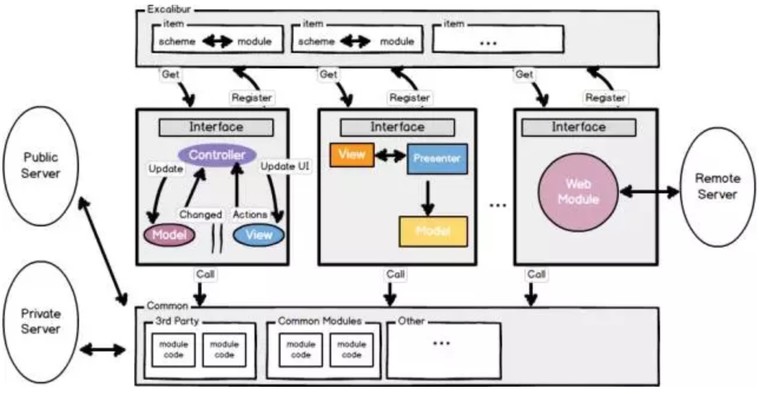 Excalibur
item
item
item
scheme module
scheme module
...
Get
Register
Get
Register
Get
Register
Interface
Controller
Update
Update UI
Changed
Actions
Model
View
Interface
View
Presenter
Model
...
Interface
Web
Module
Public
Server
Remote
Server
Private
Server
Call
Call
Call
Common
3rd Party
module
code
module
code
Common Modules
module
code
module
code
Other
...